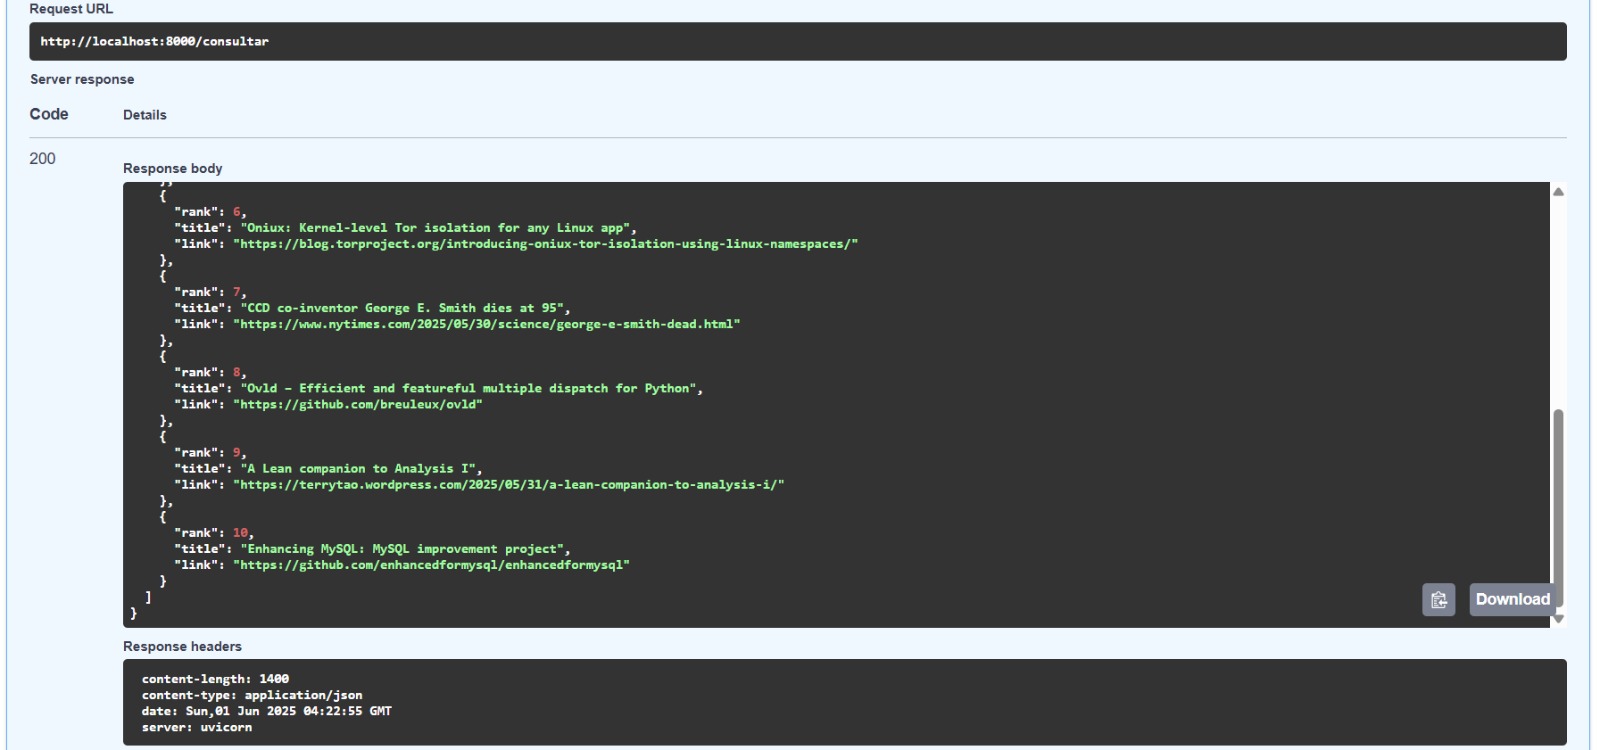 Request URL
http://localhost:8000/consultar
Server response
Code Details
200
Response body
},
{
"rank": 6,
"title": "Oniux: Kernel-level Tor isolation for any Linux app",
"link": "https://blog.torproject.org/introducing-oniux-tor-isolation-using-linux-namespaces/"
},
{
"rank": 7,
"title": "CCD co-inventor George E. Smith dies at 95",
"link": "https://www.nytimes.com/2025/05/30/science/george-e-smith-dead.html"
},
{
"rank": 8,
"title": "Ovld – Efficient and featureful multiple dispatch for Python",
"link": "https://github.com/breuleux/ovld"
},
{
"rank": 9,
"title": "A Lean companion to Analysis I",
"link": "https://terrytao.wordpress.com/2025/05/31/a-lean-companion-to-analysis-i/"
},
{
"rank": 10,
"title": "Enhancing MySQL: MySQL improvement project",
"link": "https://github.com/enhancedformysql/enhancedformysql"
}
]
}
Download
Response headers
content-length: 1400
content-type: application/json
date: Sun,01 Jun 2025 04:22:55 GMT
server: uvicorn